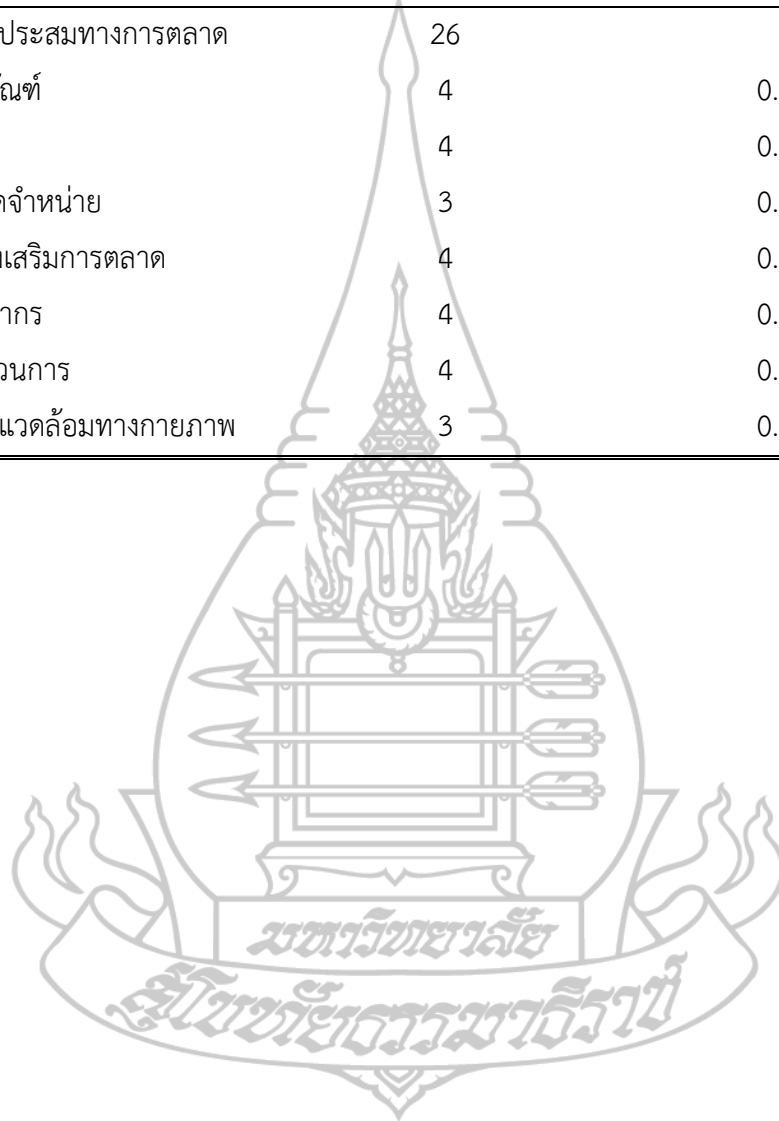 ประสมทางการตลาด 26
ัณฑ์ 4 0.
4 0.
จำหน่าย 3 0.
เสริมการตลาด 4 0.
ากร 4 0.
วนการ 4 0.
แวดล้อมทางกายภาพ 3 0.
มหาวิทยาลัย
สุโขทัยธรรมาธิราช